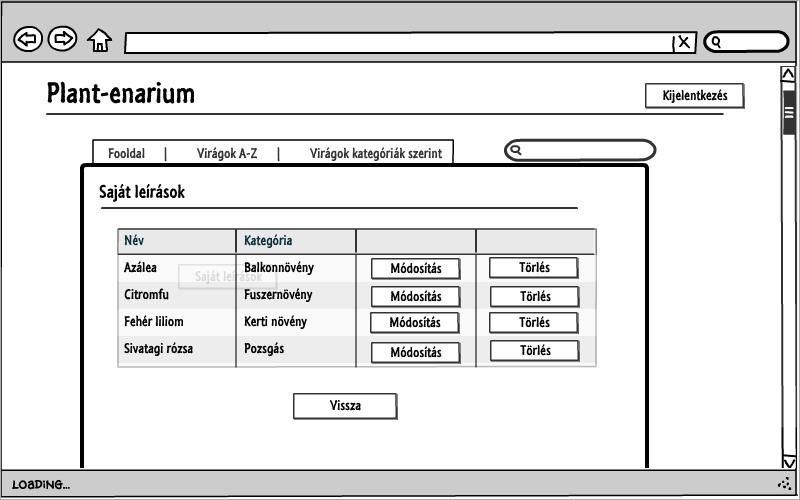 Plant-enarium
Kijelentkezés
Fooldal | Virágok A-Z | Virágok kategóriák szerint
Saját leírások
Név Kategória
Azálea Balkonnövény Módosítás Törlés
Saját leírások
Citromfu Fuszernövény Módosítás Törlés
Fehér liliom Kerti növény Módosítás Törlés
Sivatagi rózsa Pozsgás Módosítás Törlés
Vissza
LOADING...